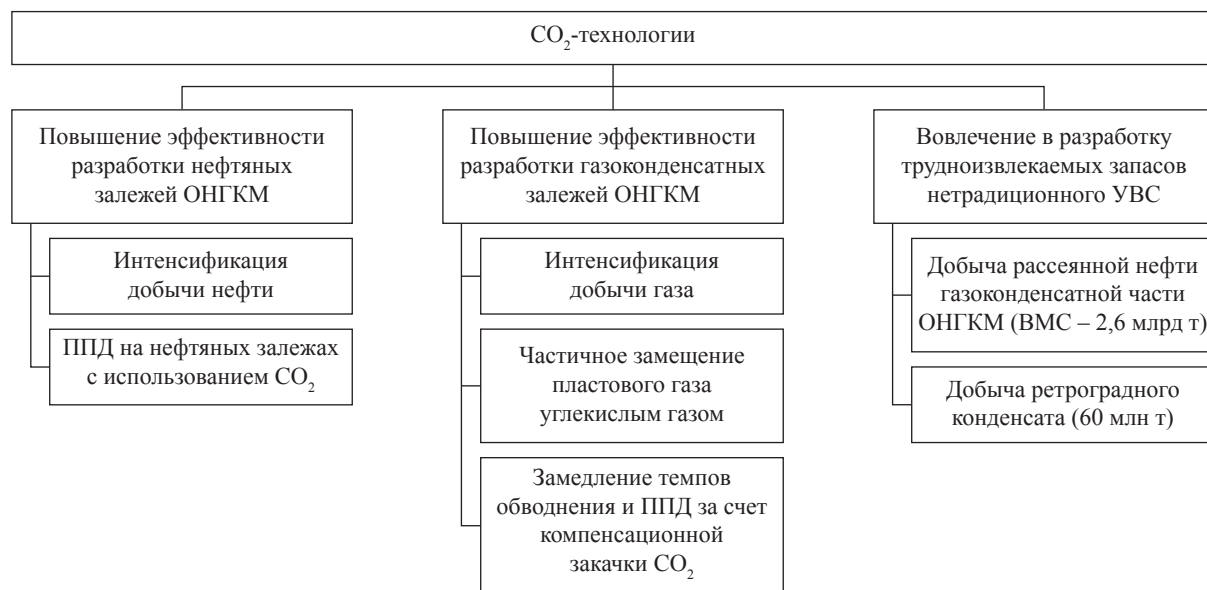 CO₂-технологии
Повышение эффективности
разработки нефтяных
залежей ОНГКМ
Интенсификация
добычи нефти
ППД на нефтяных залежах
с использованием CO₂
Повышение эффективности
разработки газоконденсатных
залежей ОНГКМ
Интенсификация
добычи газа
Частичное замещение
пластового газа
углекислым газом
Замедление темпов
обводнения и ППД за счет
компенсационной
закачки CO₂
Вовлечение в разработку
трудноизвлекаемых запасов
нетрадиционного УВС
Добыча рассеянной нефти
газоконденсатной части
ОНГКМ (ВМС – 2,6 млрд т)
Добыча ретроградного
конденсата (60 млн т)